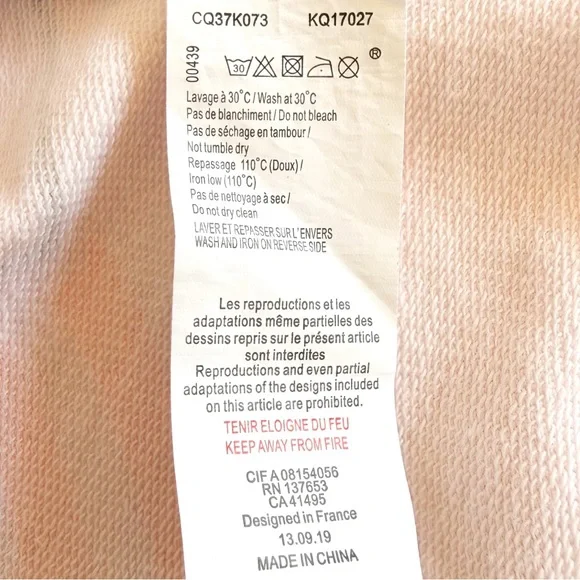 CQ37K073 KQ17027
00439
30 ®
Lavage à 30°C / Wash at 30°C
Pas de blanchiment / Do not bleach
Pas de séchage en tambour /
Not tumble dry
Repassage 110°C (Doux) /
Iron low (110°C)
Pas de nettoyage à sec /
Do not dry clean
LAVER ET REPASSER SUR L'ENVERS
WASH AND IRON ON REVERSE SIDE
Les reproductions et les
adaptations même partielles des
dessins repris sur le présent article
sont interdites
Reproductions and even partial
adaptations of the designs included
on this article are prohibited.
TENIR ELOIGNE DU FEU
KEEP AWAY FROM FIRE
CIF A 08154056
RN 137653
CA 41495
Designed in France
13.09.19
MADE IN CHINA